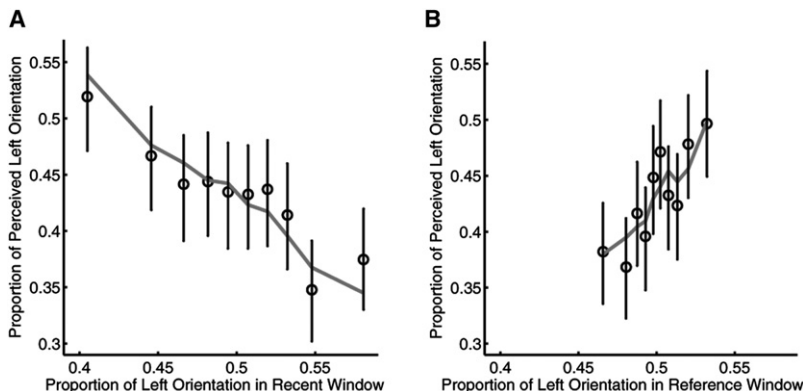 A
B
Proportion of Perceived Left Orientation
0.55
0.5
0.45
0.4
0.35
0.3
0.4 0.45 0.5 0.55
Proportion of Left Orientation in Recent Window
Proportion of Perceived Left Orientation
0.55
0.5
0.45
0.4
0.35
0.3
0.4 0.45 0.5 0.55
Proportion of Left Orientation in Reference Window